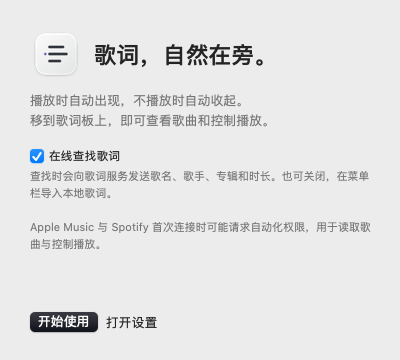 歌词，自然在旁。
播放时自动出现，不播放时自动收起。
移到歌词板上，即可查看歌曲和控制播放。
在线查找歌词
查找时会向歌词服务发送歌名、歌手、专辑和时长。也可关闭，在菜单
栏导入本地歌词。
Apple Music 与 Spotify 首次连接时可能请求自动化权限，用于读取歌
曲与控制播放。
开始使用 打开设置